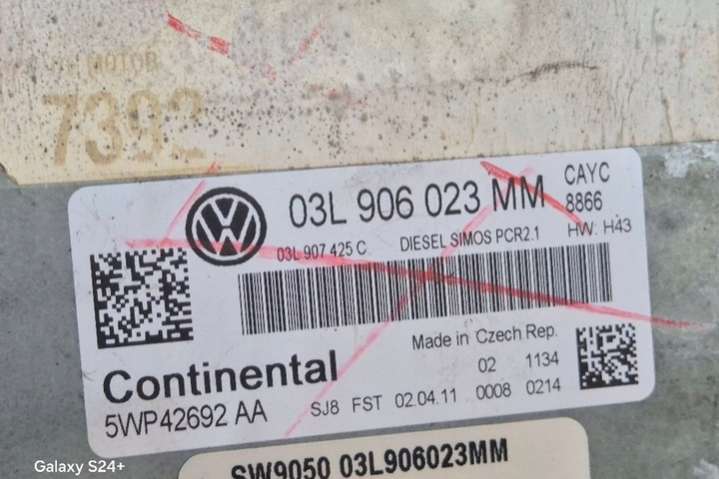 MOTOR
7392
03L 906 023 MM
CAYC
8866
03L 907 425 C
DIESEL SIMOS PCR2.1
HW: H43
Made in Czech Rep.
02 1134
Continental
5WP42692 AA
SJ8 FST 02.04.11 0008 0214
SW9050 03L906023MM
Galaxy S24+